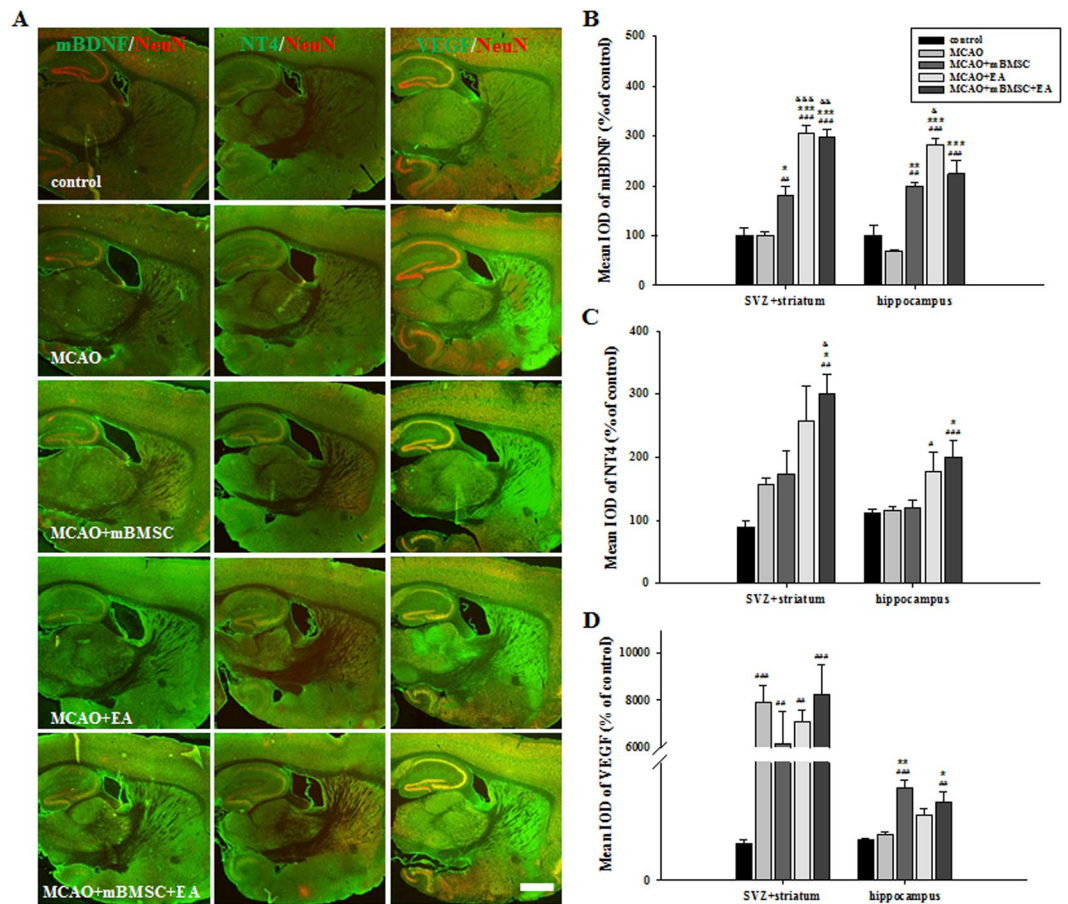 A
mBDNF/NeuN
NT4/NeuN
VEGF/NeuN
control
MCAO
MCAO+mBMSC
MCAO+EA
MCAO+mBMSC+EA
B
Mean IOD of mBDNF (% of control)
500
400
300
200
100
0
control
MCAO
MCAO+mBMSC
MCAO+EA
MCAO+mBMSC+EA
*
##
&&&
***
###
&&
***
###
**
##
&
***
###
***
###
SVZ+striatum
hippocampus
C
Mean IOD of NT4 (% of control)
400
300
200
100
0
&
*
##
#
*
###
SVZ+striatum
hippocampus
D
Mean IOD of VEGF (% of control)
10000
8000
6000
0
###
##
##
###
**
###
*
##
SVZ+striatum
hippocampus